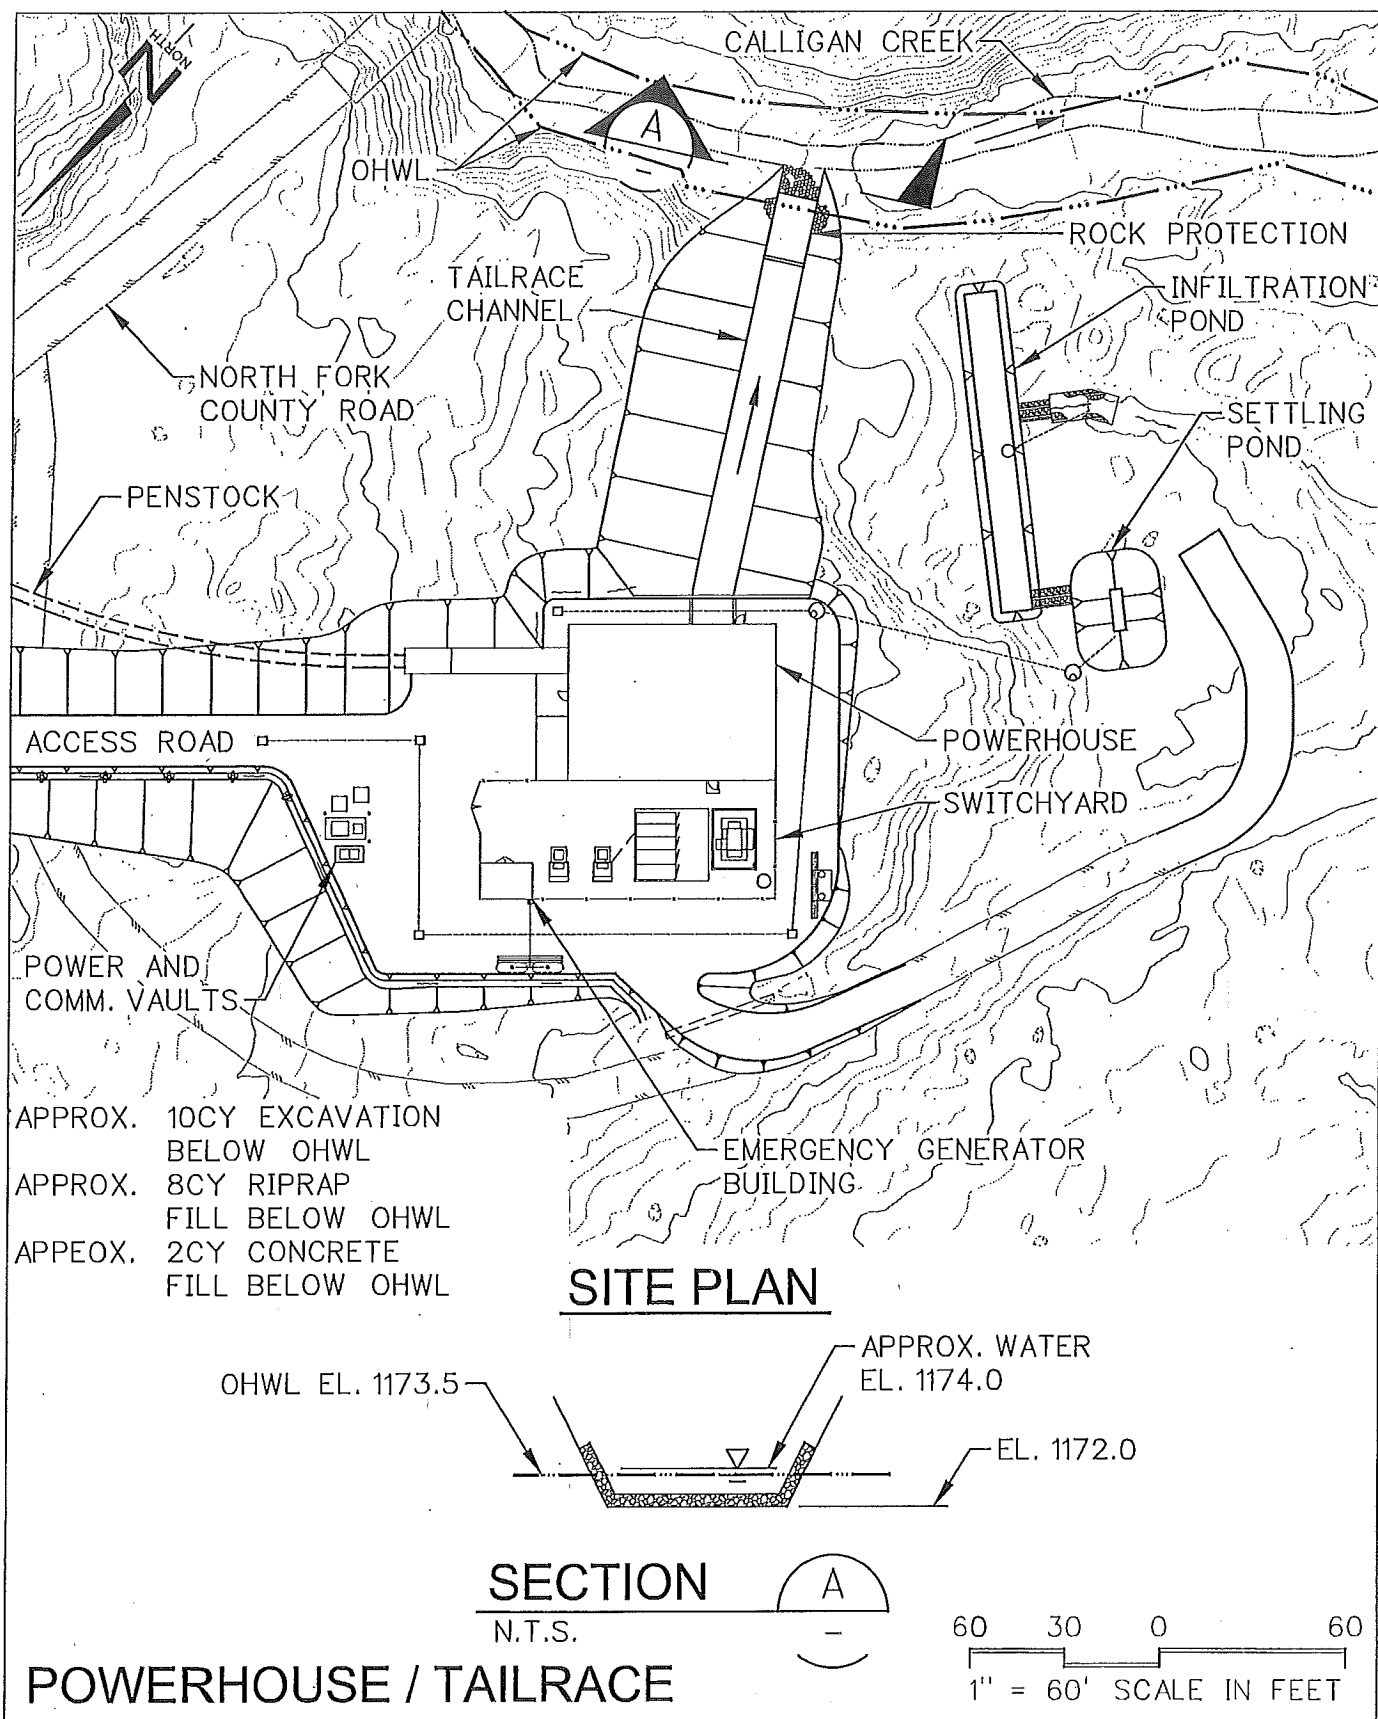 CALLIGAN CREEK
NORTH
N
A
-
OHWL
ROCK PROTECTION
TAILRACE
CHANNEL
INFILTRATION
POND
NORTH FORK
COUNTY ROAD
SETTLING
POND
PENSTOCK
ACCESS ROAD
POWERHOUSE
SWITCHYARD
POWER AND
COMM. VAULTS
APPROX. 10CY EXCAVATION
BELOW OHWL
APPROX. 8CY RIPRAP
FILL BELOW OHWL
APPEOX. 2CY CONCRETE
FILL BELOW OHWL
EMERGENCY GENERATOR
BUILDING
SITE PLAN
APPROX. WATER
EL. 1174.0
OHWL EL. 1173.5
EL. 1172.0
SECTION
A
-
N.T.S.
60 30 0 60
1" = 60' SCALE IN FEET
POWERHOUSE / TAILRACE